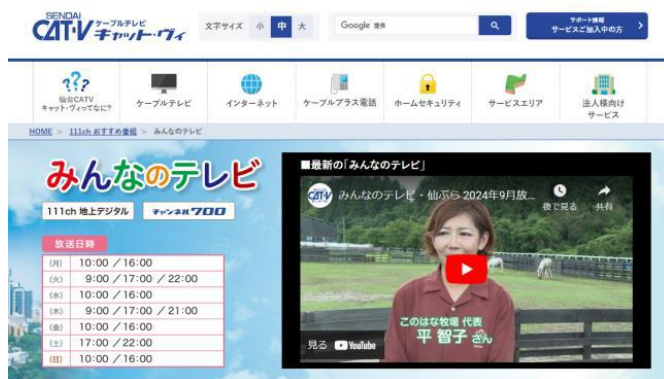 SENDAI
CAT-V ケーブルテレビ
キャット・ヴィ
文字サイズ 小 中 大
Google 提供
サポート情報
サービスご加入中の方
???
仙台CATV
キャット・ヴィってなに?
ケーブルテレビ
インターネット
ケーブルプラス電話
ホームセキュリティ
サービスエリア
法人様向け
サービス
HOME > 111ch おすすめ番組 > みんなのテレビ
みんなのテレビ
111ch 地上デジタル チャンネル700
放送日時
(月) 10:00 /16:00
(火) 9:00 /17:00 /22:00
(水) 10:00 /16:00
(木) 9:00 /17:00 /21:00
(金) 10:00 /16:00
(土) 17:00 /22:00
(日) 10:00 /16:00
■最新の「みんなのテレビ」
CAT-V みんなのテレビ・仙ぶら 2024年9月放...
後で見る 共有
このはな牧場 代表
平 智子 さん
見る YouTube